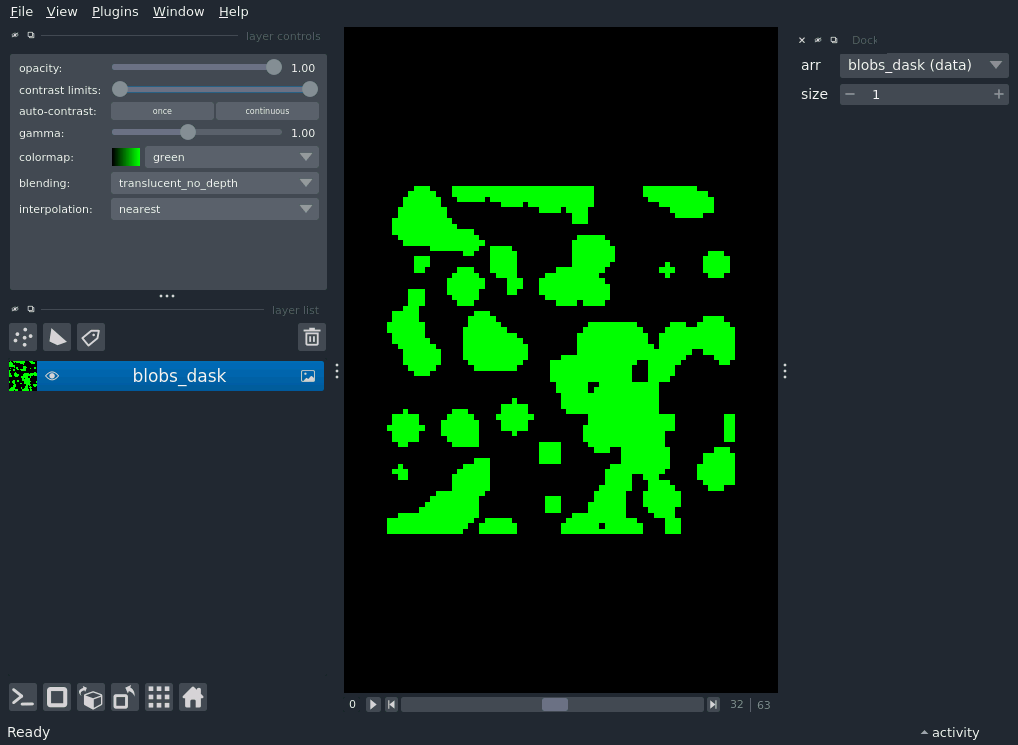 File View Plugins Window Help
layer controls
opacity: 1.00
contrast limits:
auto-contrast: once continuous
gamma: 1.00
colormap: green
blending: translucent_no_depth
interpolation: nearest
layer list
blobs_dask
0 32 63
Dock
arr blobs_dask (data)
size 1
Ready activity